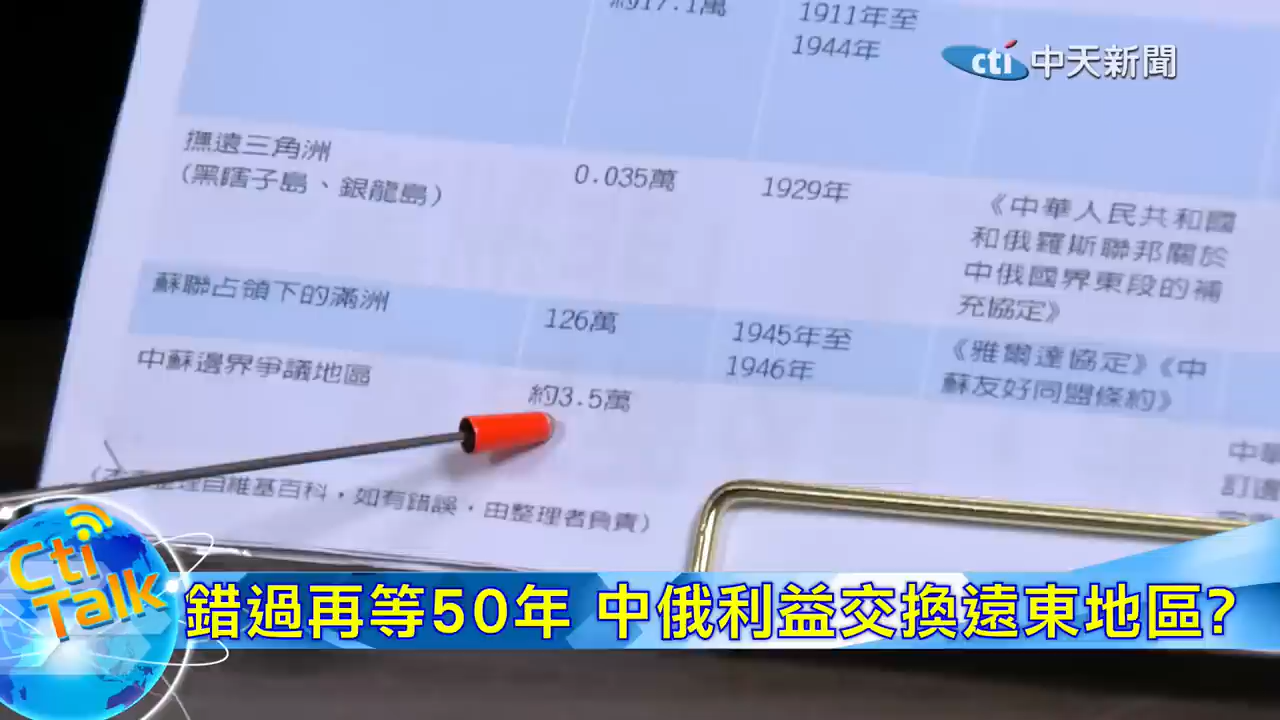 約17.1萬
1911年至
1944年
cti 中天新聞
撫遠三角洲
(黑瞎子島、銀龍島)
0.035萬
1929年
《中華人民共和國
和俄羅斯聯邦關於
中俄國界東段的補
充協定》
蘇聯占領下的滿洲
126萬
1945年至
1946年
《雅爾達協定》《中
蘇友好同盟條約》
中蘇邊界爭議地區
約3.5萬
中華
訂邊
整理自維基百科，如有錯誤，由整理者負責)
Cti
Talk
錯過再等50年 中俄利益交換遠東地區?